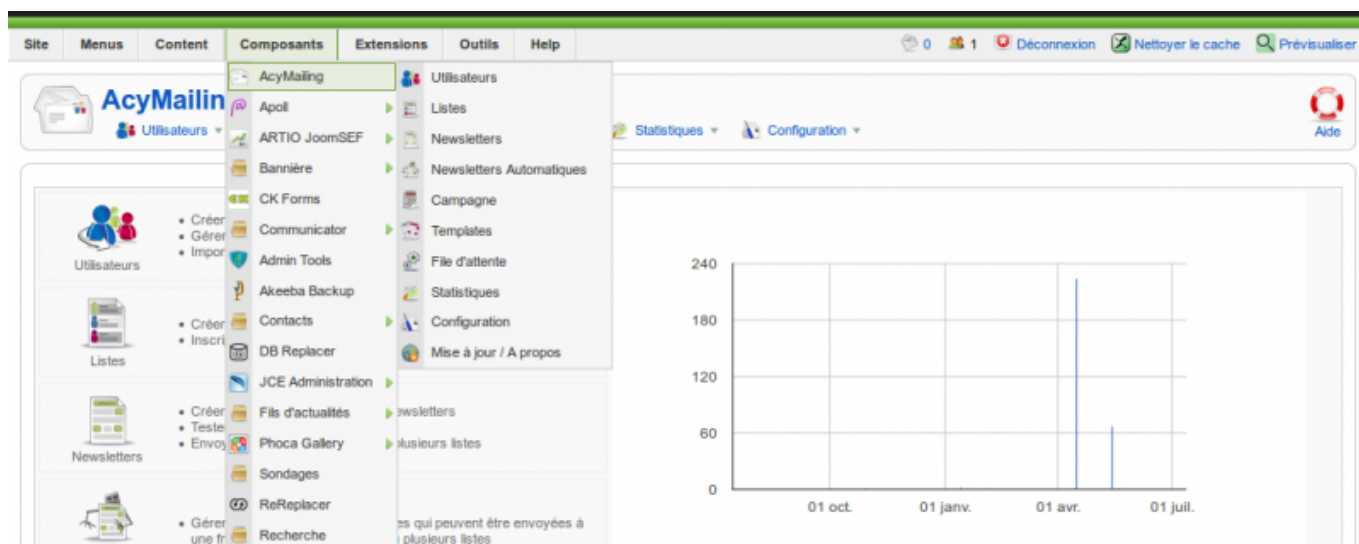 Site Menus Content Composants Extensions Outils Help 0 1 Déconnexion Nettoyer le cache Prévisualiser
AcyMailin
Utilisateurs Statistiques Configuration Aide
AcyMailing
Apoll
ARTIO JoomSEF
Bannière
CK Forms
Communicator
Admin Tools
Akeeba Backup
Contacts
DB Replacer
JCE Administration
Fils d'actualités
Phoca Gallery
Sondages
ReReplacer
Recherche
Utilisateurs
Listes
Newsletters
Newsletters Automatiques
Campagne
Templates
File d'attente
Statistiques
Configuration
Mise à jour / A propos
Utilisateurs
• Créer
• Gérer
• Impor
Listes
• Créer
• Inscri
Newsletters
• Créer ewsletters
• Teste
• Envoy plusieurs listes
• Gérer es qui peuvent être envoyées à
une fr plusieurs listes
240
180
120
60
0
01 oct. 01 janv. 01 avr. 01 juil.